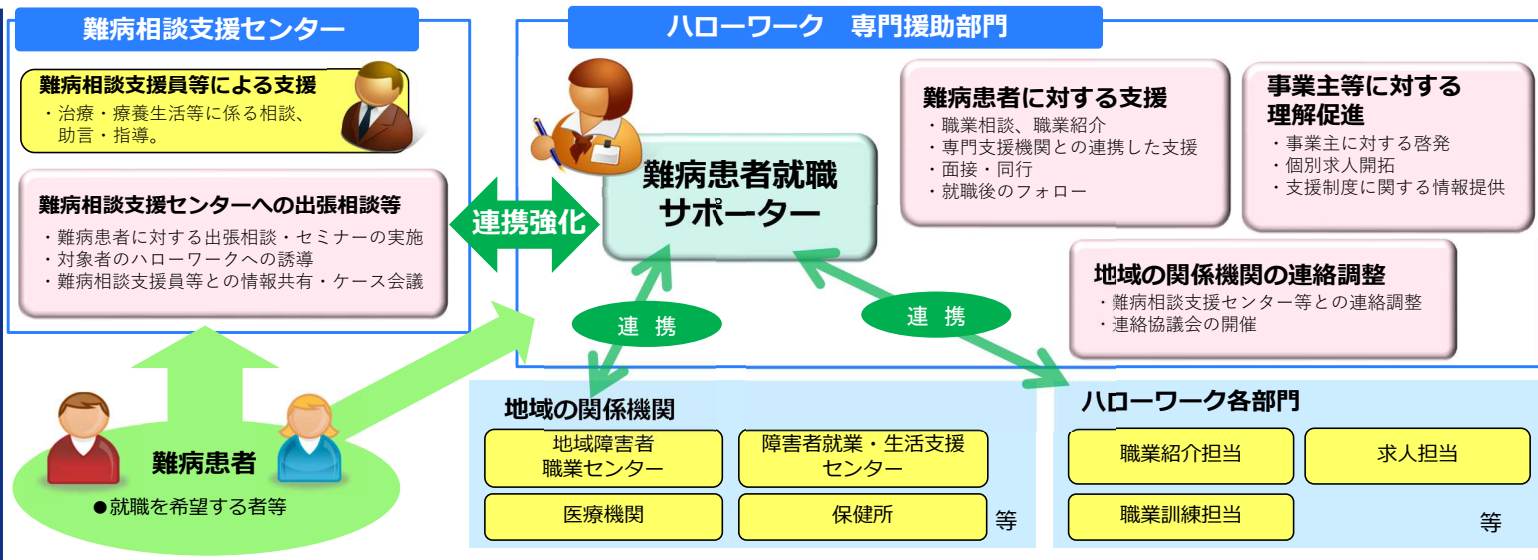 難病相談支援センター
難病相談支援員等による支援
・治療・療養生活等に係る相談、
助言・指導。
難病相談支援センターへの出張相談等
・難病患者に対する出張相談・セミナーの実施
・対象者のハローワークへの誘導
・難病相談支援員等との情報共有・ケース会議
連携強化
ハローワーク 専門援助部門
難病患者就職
サポーター
難病患者に対する支援
・職業相談、職業紹介
・専門支援機関との連携した支援
・面接・同行
・就職後のフォロー
事業主等に対する
理解促進
・事業主に対する啓発
・個別求人開拓
・支援制度に関する情報提供
地域の関係機関の連絡調整
・難病相談支援センター等との連絡調整
・連絡協議会の開催
連 携
連 携
難病患者
●就職を希望する者等
地域の関係機関
地域障害者
職業センター
障害者就業・生活支援
センター
医療機関
保健所
等
ハローワーク各部門
職業紹介担当
求人担当
職業訓練担当
等